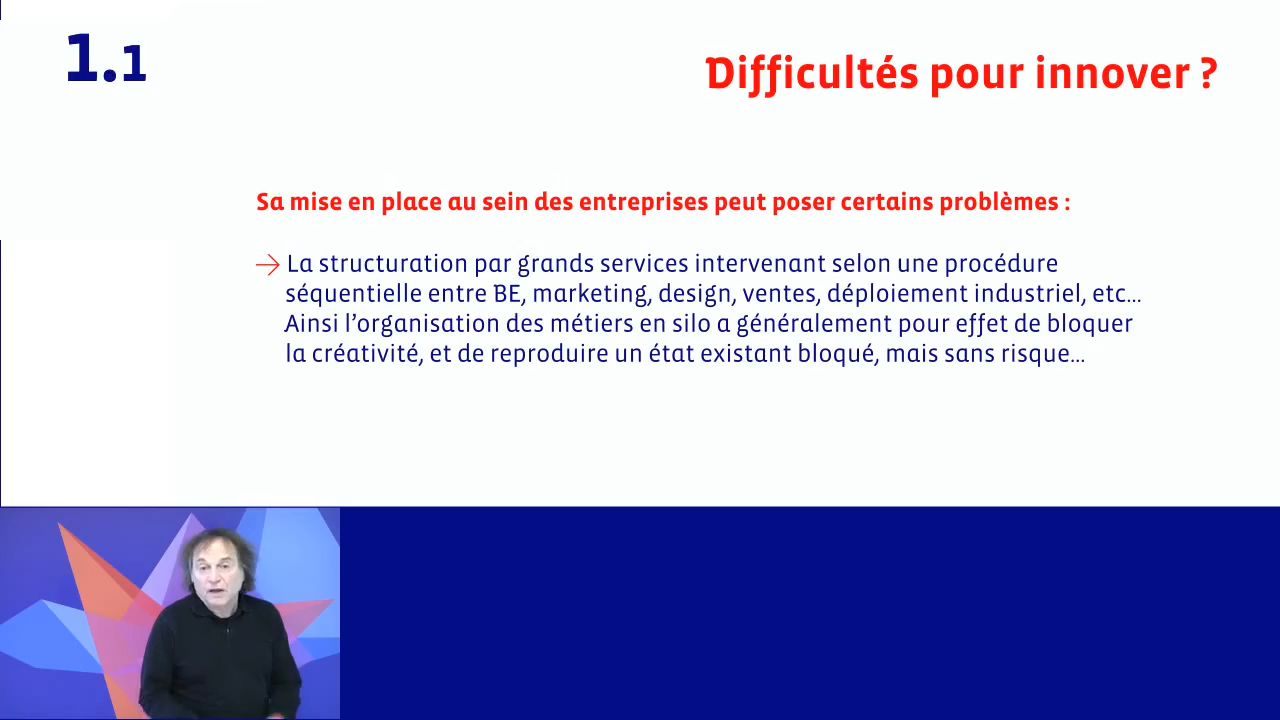 1.1
Difficultés pour innover ?
Sa mise en place au sein des entreprises peut poser certains problèmes :
→ La structuration par grands services intervenant selon une procédure
séquentielle entre BE, marketing, design, ventes, déploiement industriel, etc...
Ainsi l’organisation des métiers en silo a généralement pour effet de bloquer
la créativité, et de reproduire un état existant bloqué, mais sans risque...